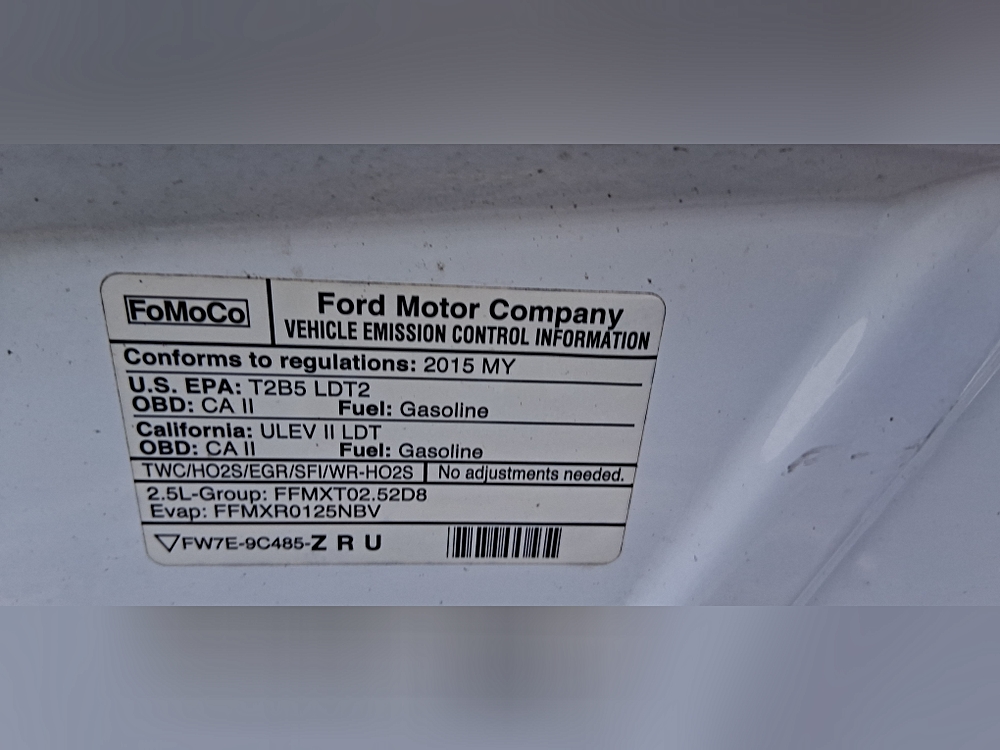 FoMoCo
Ford Motor Company
VEHICLE EMISSION CONTROL INFORMATION
Conforms to regulations: 2015 MY
U.S. EPA: T2B5 LDT2
OBD: CA II Fuel: Gasoline
California: ULEV II LDT
OBD: CA II Fuel: Gasoline
TWC/HO2S/EGR/SFI/WR-HO2S No adjustments needed.
2.5L-Group: FFMXT02.52D8
Evap: FFMXR0125NBV
FW7E-9C485-Z R U